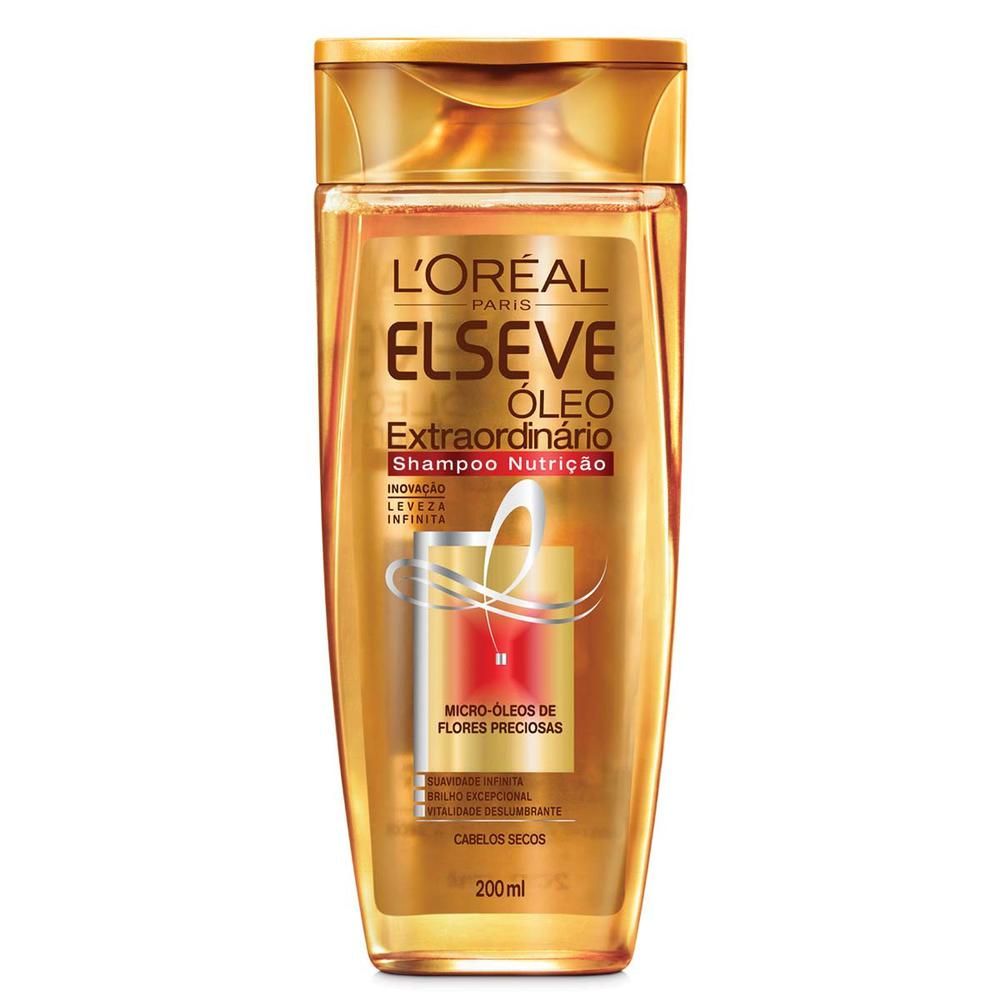 L'ORÉAL
PARiS
ELSEVE
ÓLEO
Extraordinário
Shampoo Nutrição
INOVAÇÃO
LEVEZA
INFINITA
MICRO-ÓLEOS DE
FLORES PRECIOSAS
SUAVIDADE INFINITA
BRILHO EXCEPCIONAL
VITALIDADE DESLUMBRANTE
CABELOS SECOS
200ml